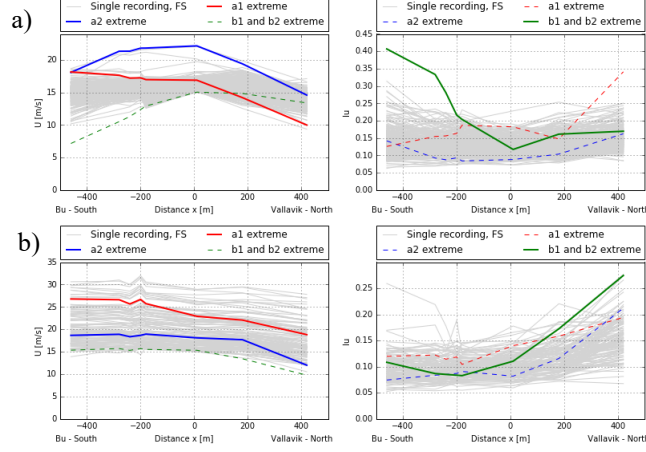 a)
Single recording, FS
a1 extreme
a2 extreme
b1 and b2 extreme
20
15
10
5
0
U [m/s]
−400
−200
0
200
400
Bu - South
Distance x [m]
Vallavik - North
Single recording, FS
a1 extreme
a2 extreme
b1 and b2 extreme
0.45
0.40
0.35
0.30
0.25
0.20
0.15
0.10
0.05
0.00
Iu
−400
−200
0
200
400
Bu - South
Distance x [m]
Vallavik - North
b)
Single recording, FS
a1 extreme
a2 extreme
b1 and b2 extreme
35
30
25
20
15
10
5
0
U [m/s]
−400
−200
0
200
400
Bu - South
Distance x [m]
Vallavik - North
Single recording, FS
a1 extreme
a2 extreme
b1 and b2 extreme
0.25
0.20
0.15
0.10
0.05
0.00
Iu
−400
−200
0
200
400
Bu - South
Distance x [m]
Vallavik - North